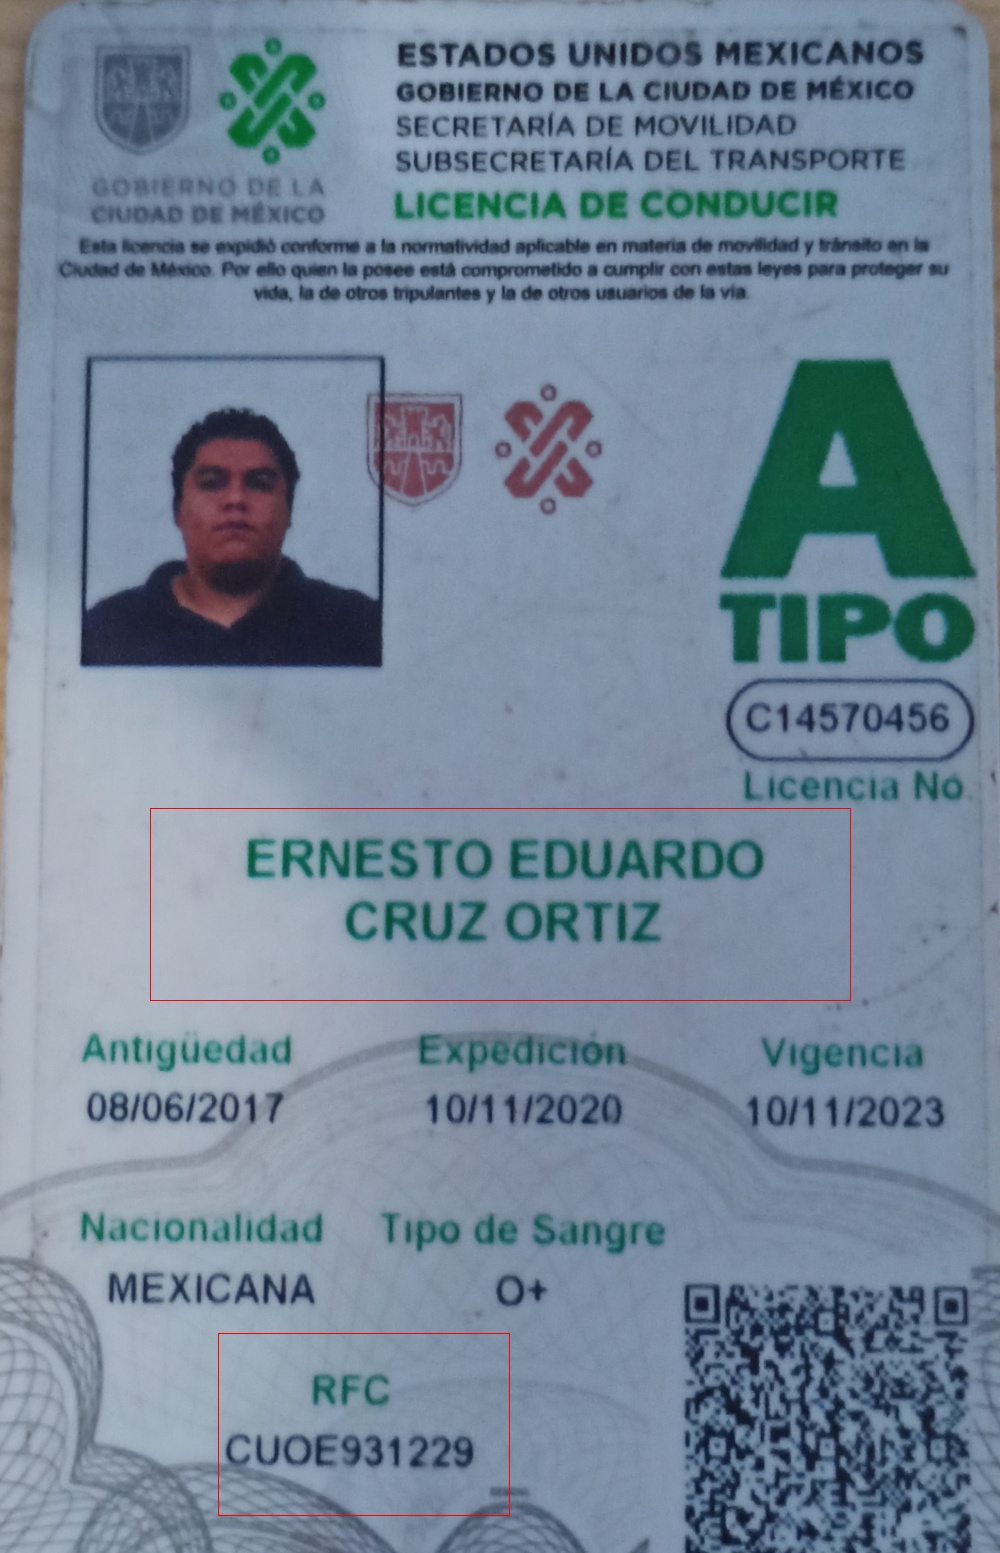 ESTADOS UNIDOS MEXICANOS
GOBIERNO DE LA CIUDAD DE MÉXICO
SECRETARÍA DE MOVILIDAD
SUBSECRETARÍA DEL TRANSPORTE
LICENCIA DE CONDUCIR
GOBIERNO DE LA
CIUDAD DE MÉXICO
Esta licencia se expidió conforme a la normatividad aplicable en materia de movilidad y tránsito en la
Ciudad de México. Por ello quien la posee está comprometido a cumplir con estas leyes para proteger su
vida, la de otros tripulantes y la de otros usuarios de la vía.
A
TIPO
C14570456
Licencia No.
ERNESTO EDUARDO
CRUZ ORTIZ
Antigüedad Expedición Vigencia
08/06/2017 10/11/2020 10/11/2023
Nacionalidad Tipo de Sangre
MEXICANA O+
RFC
CUOE931229